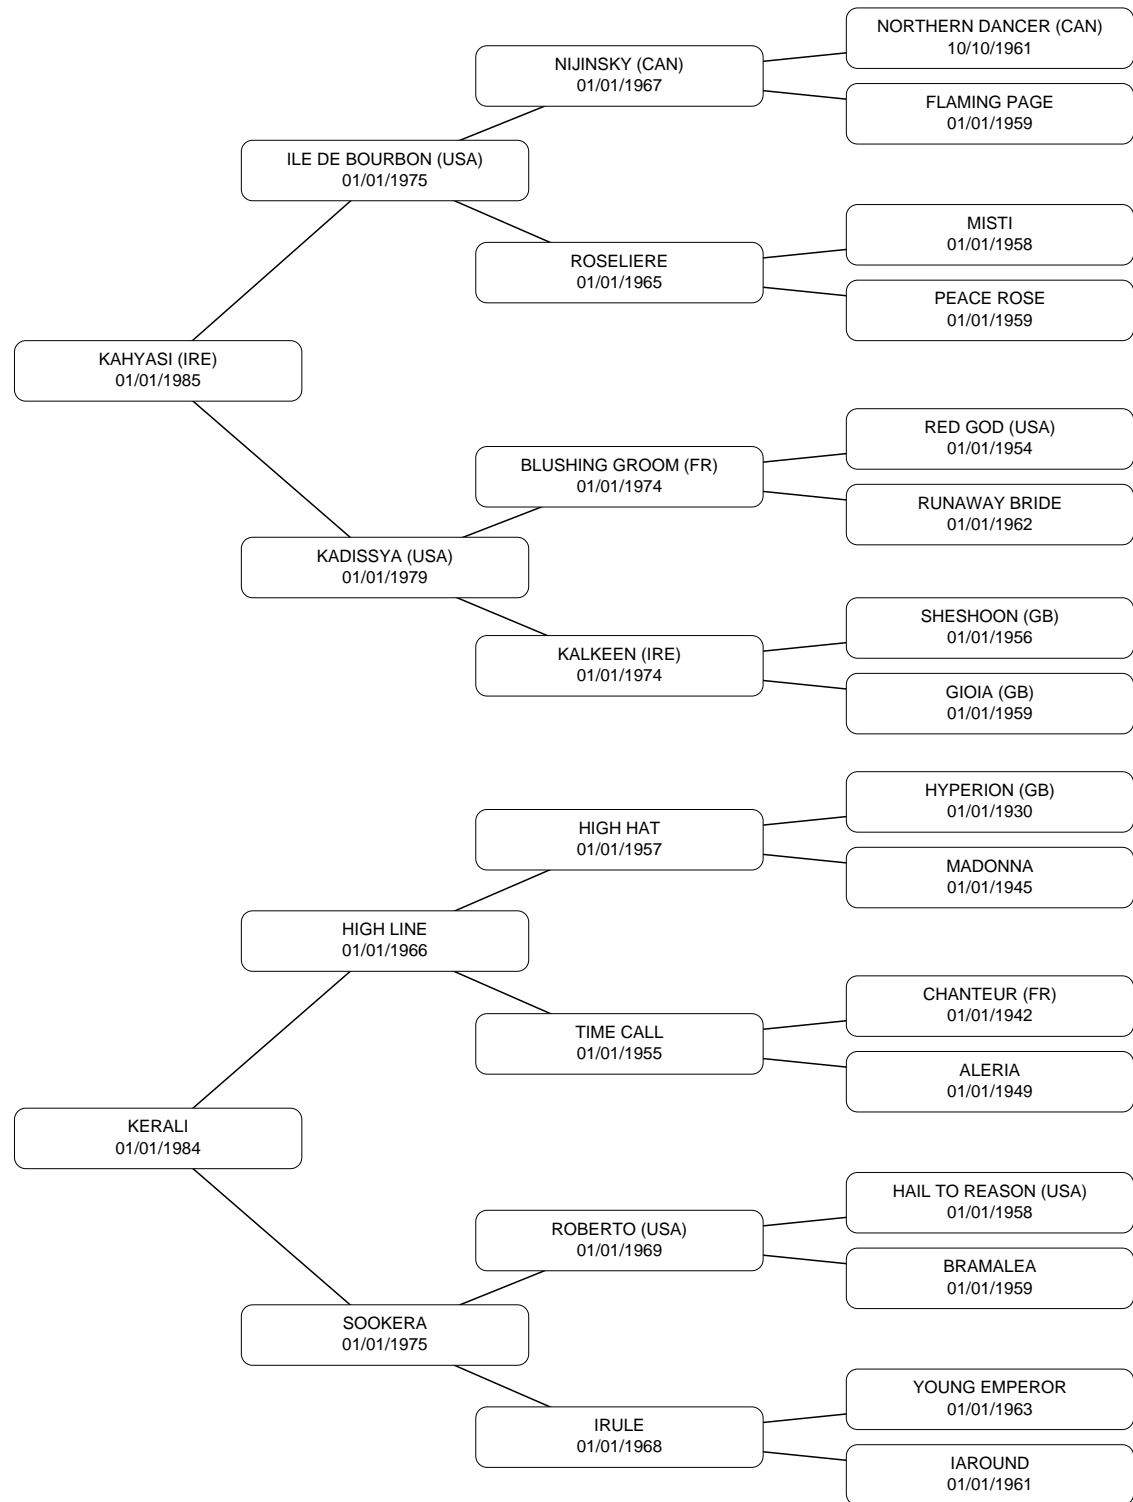 NORTHERN DANCER (CAN)
10/10/1961
NIJINSKY (CAN)
01/01/1967
FLAMING PAGE
01/01/1959
ILE DE BOURBON (USA)
01/01/1975
MISTI
01/01/1958
ROSELIERE
01/01/1965
PEACE ROSE
01/01/1959
KAHYASI (IRE)
01/01/1985
RED GOD (USA)
01/01/1954
BLUSHING GROOM (FR)
01/01/1974
RUNAWAY BRIDE
01/01/1962
KADISSYA (USA)
01/01/1979
SHESHOON (GB)
01/01/1956
KALKEEN (IRE)
01/01/1974
GIOIA (GB)
01/01/1959
HYPERION (GB)
01/01/1930
HIGH HAT
01/01/1957
MADONNA
01/01/1945
HIGH LINE
01/01/1966
CHANTEUR (FR)
01/01/1942
TIME CALL
01/01/1955
ALERIA
01/01/1949
KERALI
01/01/1984
HAIL TO REASON (USA)
01/01/1958
ROBERTO (USA)
01/01/1969
BRAMALEA
01/01/1959
SOOKERA
01/01/1975
YOUNG EMPEROR
01/01/1963
IRULE
01/01/1968
IAROUND
01/01/1961